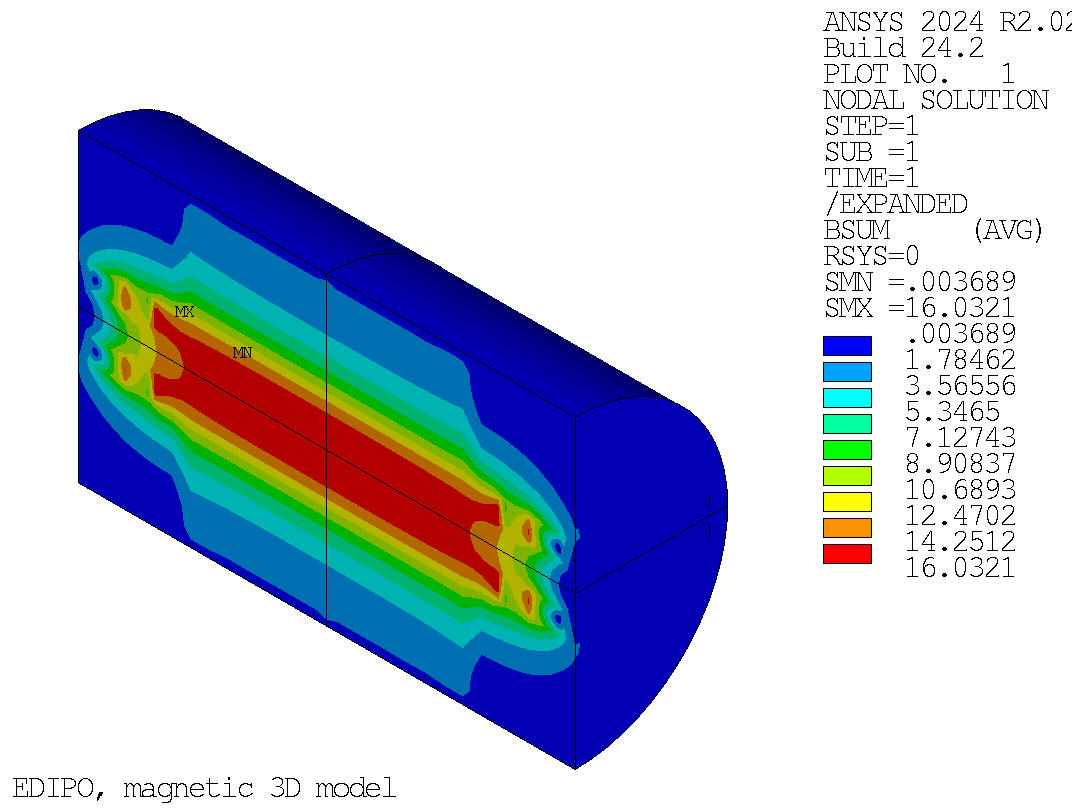 ANSYS 2024 R2.02
Build 24.2
PLOT NO. 1
NODAL SOLUTION
STEP=1
SUB =1
TIME=1
/EXPANDED
BSUM (AVG)
RSYS=0
SMN =.003689
SMX =16.0321
.003689
1.78462
3.56556
5.3465
7.12743
8.90837
10.6893
12.4702
14.2512
16.0321
MX
MN
EDIPO, magnetic 3D model